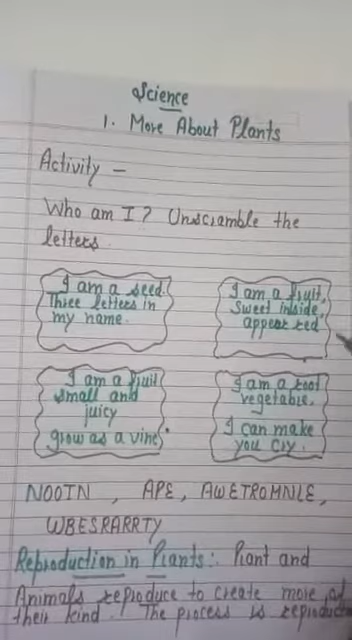 Science
1. More About Plants
Activity -
Who am I? Unscramble the
letters.
I am a seed.
Three letters in
my name.
I am a fruit,
Sweet inside,
appear red
I am a fruit
small and
juicy
grow as a vine.
I am a root
vegetable,
I can make
you cry.
NOOIN, APE, AWETROMNLE,
WBESRARRTY
Reproduction in Plants:. Plant and
Animals reproduce to create more of
their kind. The process is reproduct